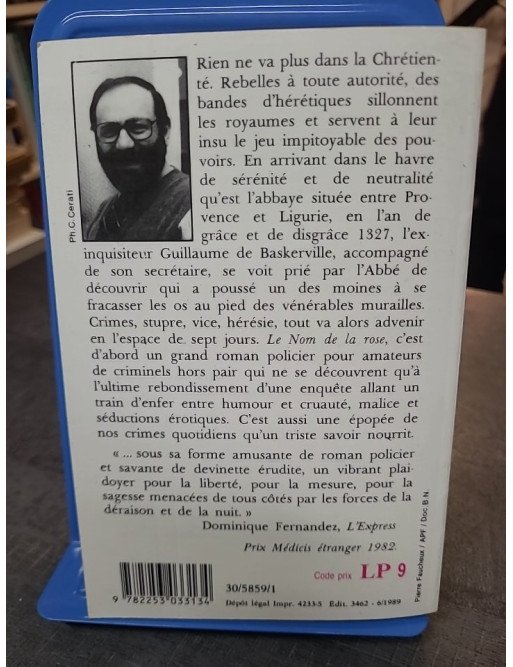 Rien ne va plus dans la Chrétien-
té. Rebelles à toute autorité, des
bandes d'hérétiques sillonnent
les royaumes et servent à leur
insu le jeu impitoyable des pou-
voirs. En arrivant dans le havre
de sérénité et de neutralité
qu'est l'abbaye située entre Pro-
vence et Ligurie, en l'an de
grâce et de disgrâce 1327, l'ex-
inquisiteur Guillaume de Baskerville, accompagné
de son secrétaire, se voit prié par l'Abbé de
découvrir qui a poussé un des moines à se
fracasser les os au pied des vénérables murailles.
Crimes, stupre, vice, hérésie, tout va alors advenir
en l'espace de sept jours. Le Nom de la rose, c'est
d'abord un grand roman policier pour amateurs
de criminels hors pair qui ne se découvrent qu'à
l'ultime rebondissement d'une enquête allant un
train d'enfer entre humour et cruauté, malice et
séductions érotiques. C'est aussi une épopée de
nos crimes quotidiens qu'un triste savoir nourrit.
« ... sous sa forme amusante de roman policier
et savante de devinette érudite, un vibrant plai-
doyer pour la liberté, pour la mesure, pour la
sagesse menacées de tous côtés par les forces de la
déraison et de la nuit. »
Dominique Fernandez, L'Express
Prix Médicis étranger 1982.
Ph.C.Cerati
Pierre Faucheux / APF / Doc B.N.
Code prix LP 9
9 782253 033134
30/5859/1
Dépôt légal Impr. 4233-5 Édit. 3462 - 6/1989